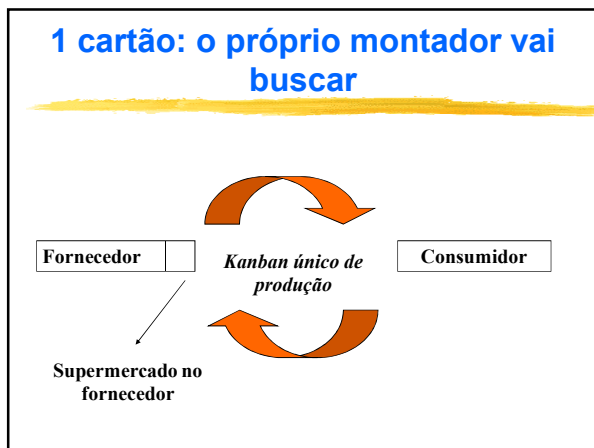 1 cartão: o próprio montador vai
buscar
Fornecedor
Kanban único de
produção
Consumidor
Supermercado no
fornecedor